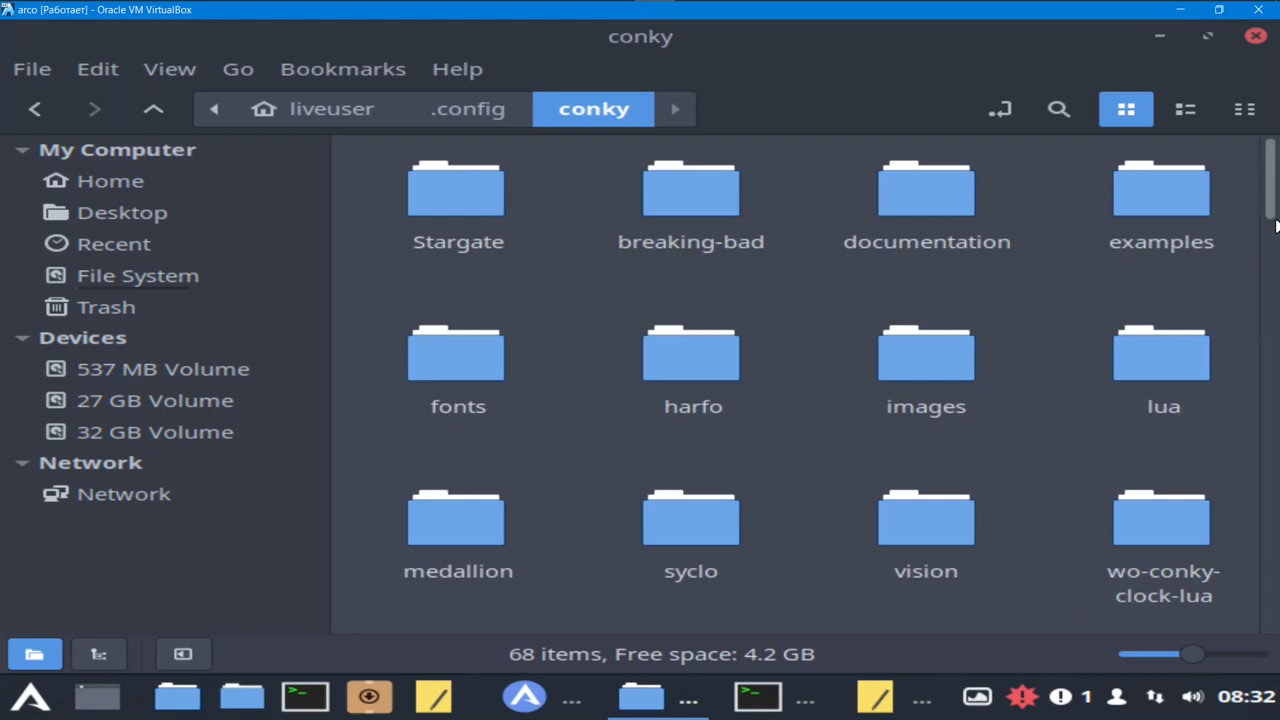 arco [Работает] - Oracle VM VirtualBox
conky
File Edit View Go Bookmarks Help
liveuser .config conky
My Computer
Home
Desktop
Recent
File System
Trash
Devices
537 MB Volume
27 GB Volume
32 GB Volume
Network
Network
Stargate breaking-bad documentation examples
fonts harfo images lua
medallion syclo vision wo-conky-
clock-lua
68 items, Free space: 4.2 GB
>_ ... ... >_ ... ... 1 08:32